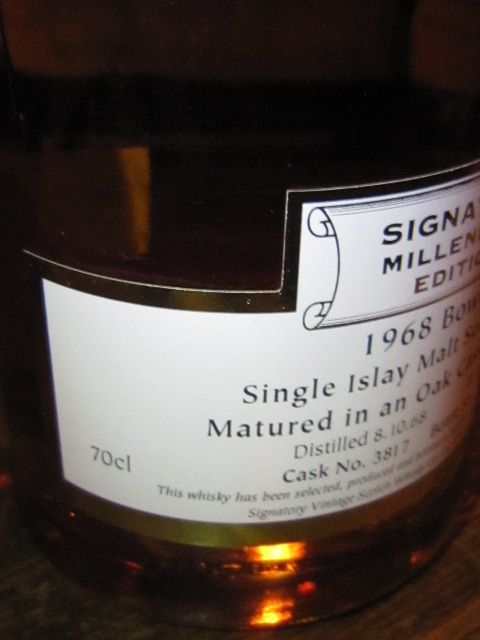 SIGNA
MILLEN
EDITIO
1968 Bow
Single Islay Malt
Matured in an Oak
Distilled 8.10.68
Cask No. 3817
70cl
This whisky has been selected, produced and
Signatory Vintage Scotch Whisky